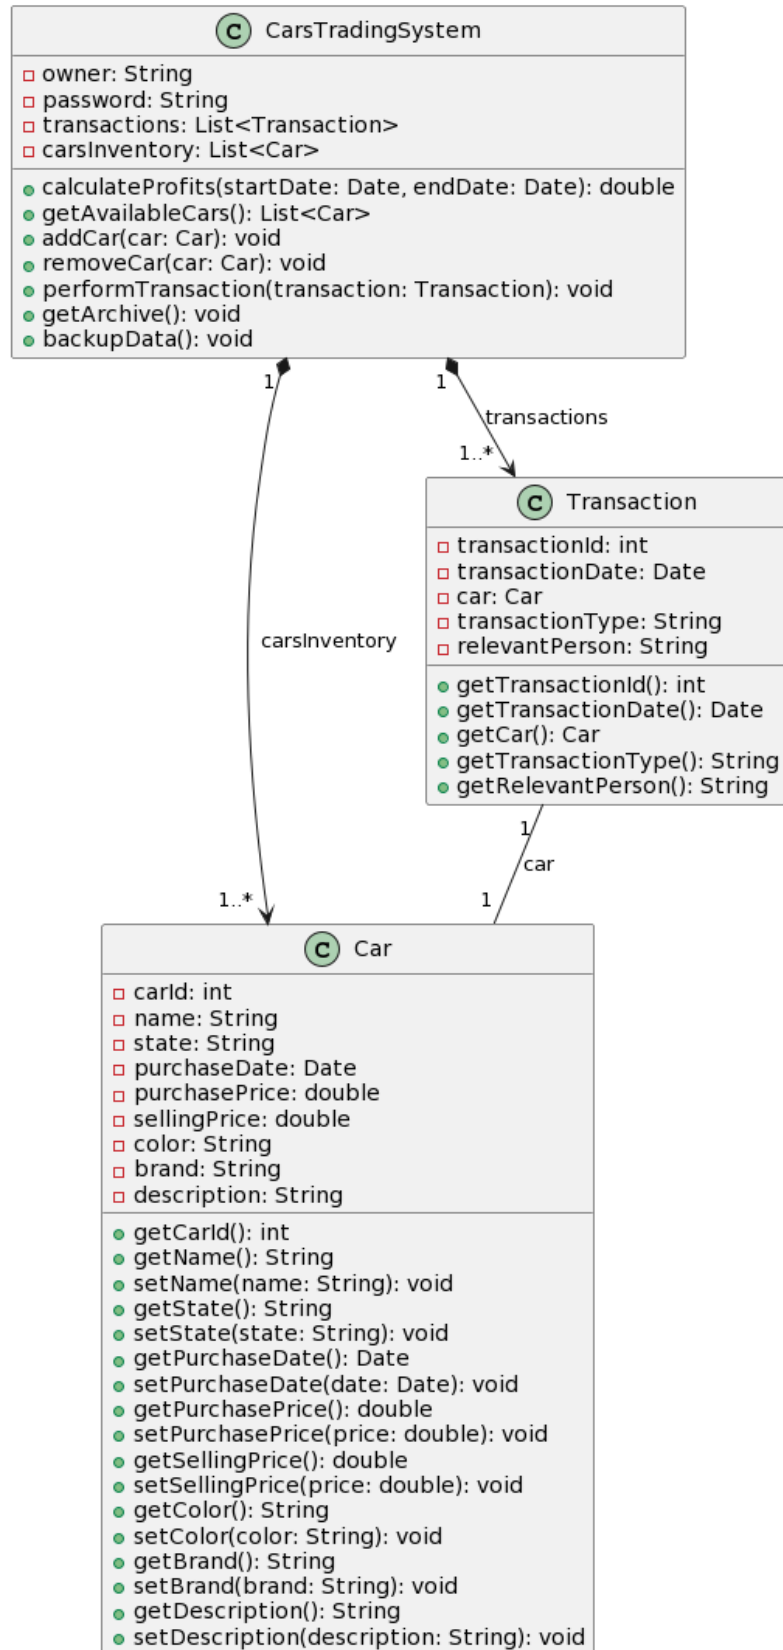 C CarsTradingSystem
owner: String
password: String
transactions: List<Transaction>
carsInventory: List<Car>
calculateProfits(startDate: Date, endDate: Date): double
getAvailableCars(): List<Car>
addCar(car: Car): void
removeCar(car: Car): void
performTransaction(transaction: Transaction): void
getArchive(): void
backupData(): void
1 1
transactions
1..*
C Transaction
transactionId: int
transactionDate: Date
car: Car
transactionType: String
relevantPerson: String
getTransactionId(): int
getTransactionDate(): Date
getCar(): Car
getTransactionType(): String
getRelevantPerson(): String
carsInventory
1
car
1..* 1
C Car
carId: int
name: String
state: String
purchaseDate: Date
purchasePrice: double
sellingPrice: double
color: String
brand: String
description: String
getCarId(): int
getName(): String
setName(name: String): void
getState(): String
setState(state: String): void
getPurchaseDate(): Date
setPurchaseDate(date: Date): void
getPurchasePrice(): double
setPurchasePrice(price: double): void
getSellingPrice(): double
setSellingPrice(price: double): void
getColor(): String
setColor(color: String): void
getBrand(): String
setBrand(brand: String): void
getDescription(): String
setDescription(description: String): void